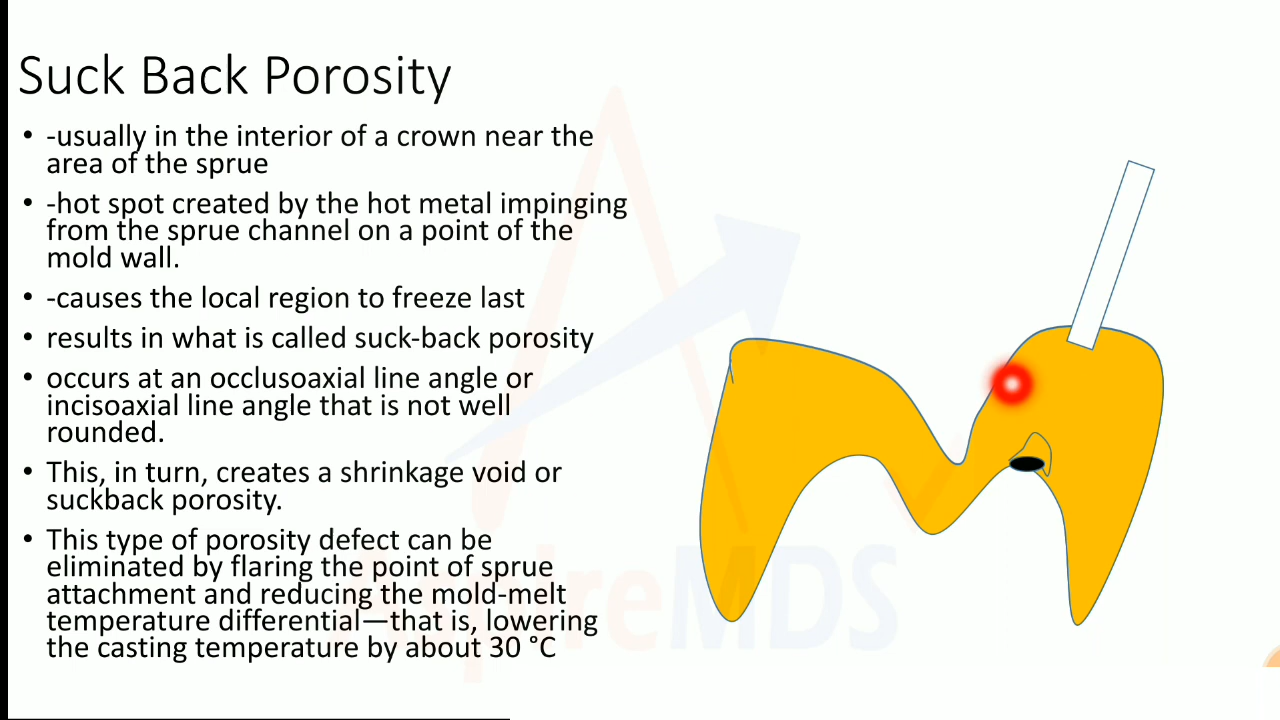 Suck Back Porosity
• -usually in the interior of a crown near the
area of the sprue
• -hot spot created by the hot metal impinging
from the sprue channel on a point of the
mold wall.
• -causes the local region to freeze last
• results in what is called suck-back porosity
• occurs at an occlusoaxial line angle or
incisoaxial line angle that is not well
rounded.
• This, in turn, creates a shrinkage void or
suckback porosity.
• This type of porosity defect can be
eliminated by flaring the point of sprue
attachment and reducing the mold-melt
temperature differential—that is, lowering
the casting temperature by about 30 °C